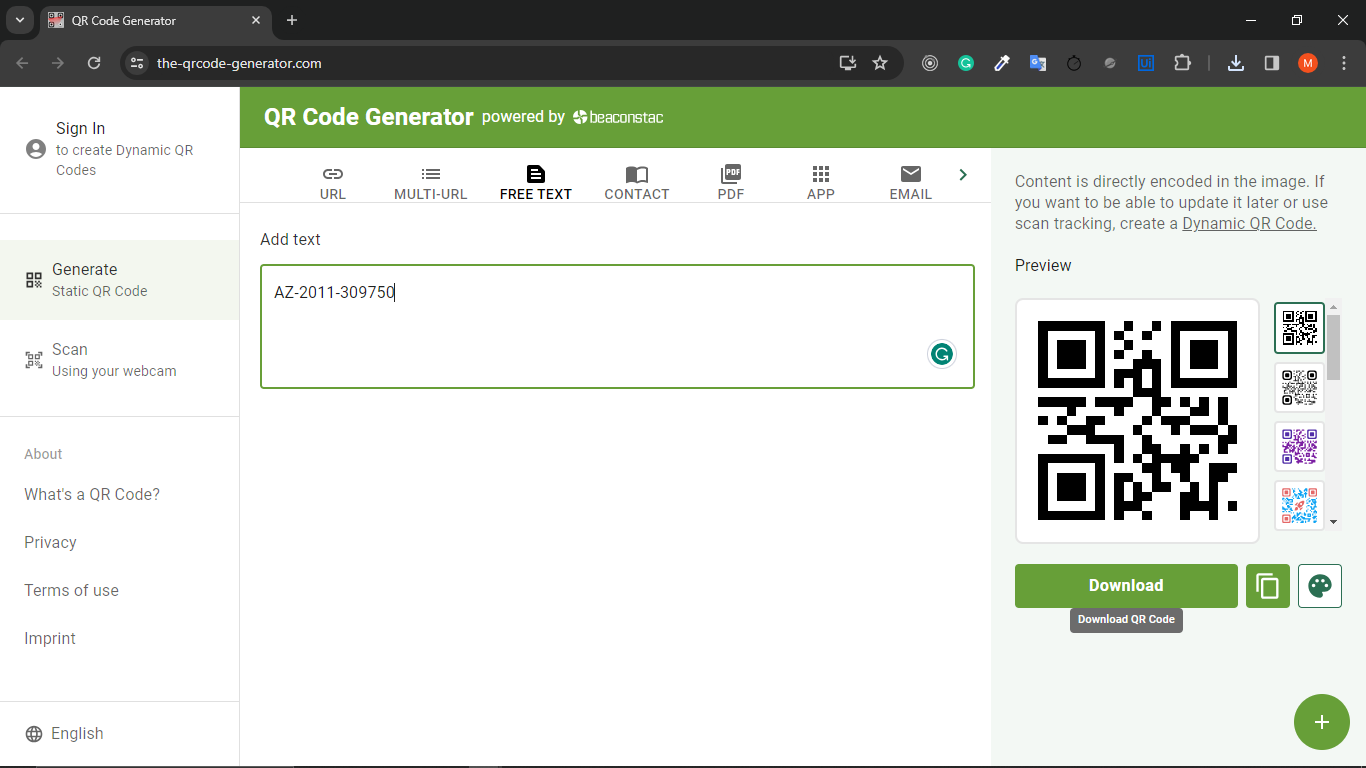 QR Code Generator
the-qrcode-generator.com
M
Sign In
to create Dynamic QR
Codes
Generate
Static QR Code
Scan
Using your webcam
About
What's a QR Code?
Privacy
Terms of use
Imprint
English
QR Code Generator powered by beaconstac
URL
MULTI-URL
FREE TEXT
CONTACT
PDF
PDF
APP
EMAIL
Add text
AZ-2011-309750
Content is directly encoded in the image. If
you want to be able to update it later or use
scan tracking, create a Dynamic QR Code.
Preview
Download
Download QR Code